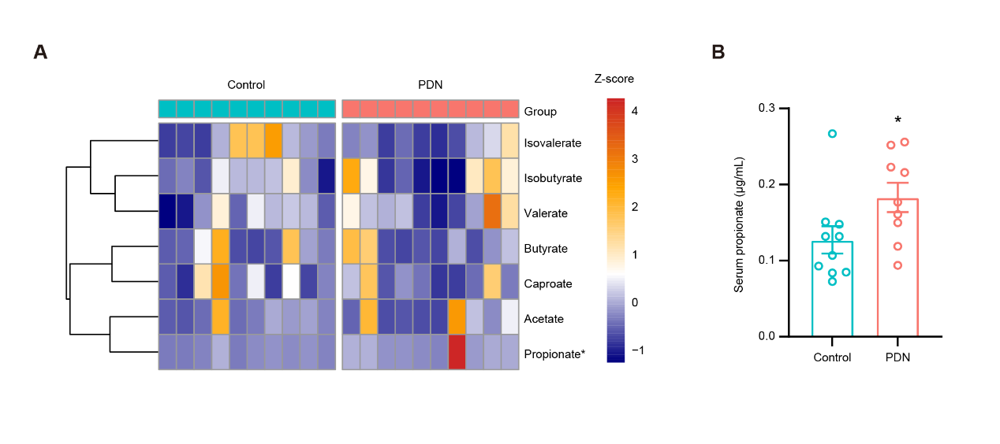 A
Control
PDN
Group
Isovalerate
Isobutyrate
Valerate
Butyrate
Caproate
Acetate
Propionate*
Z-score
4
3
2
1
0
−1
B
Serum propionate (μg/mL)
0.3
0.2
0.1
0.0
*
Control
PDN